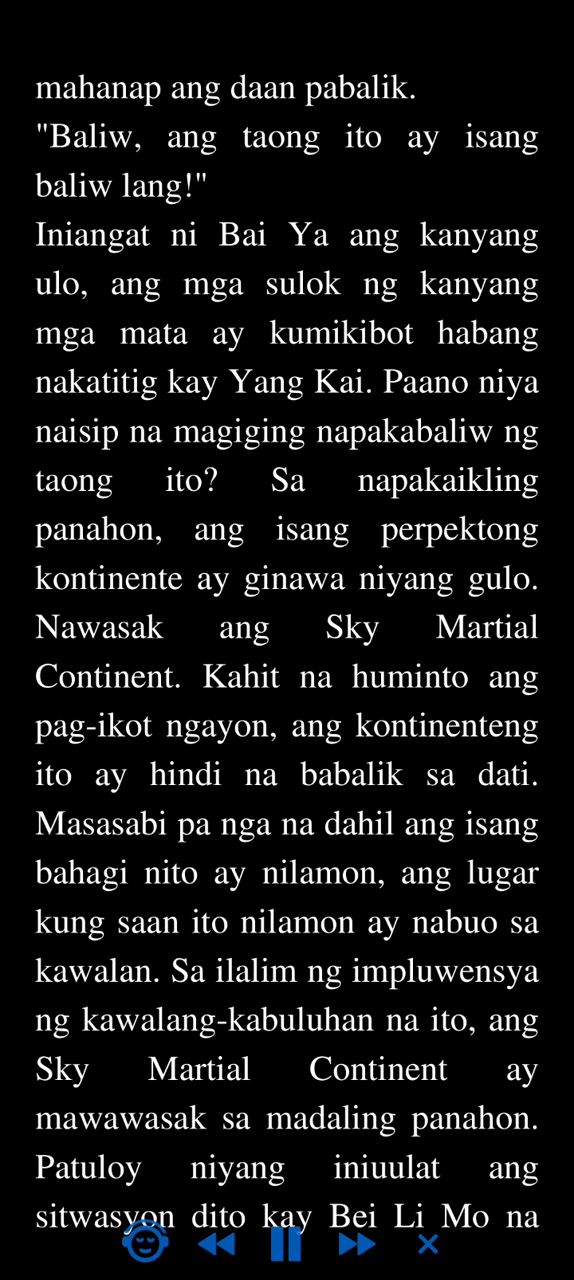 mahanap ang daan pabalik.
"Baliw, ang taong ito ay isang
baliw lang!"
Iniangat ni Bai Ya ang kanyang
ulo, ang mga sulok ng kanyang
mga mata ay kumikibot habang
nakatitig kay Yang Kai. Paano niya
naisip na magiging napakabaliw ng
taong ito? Sa napakaikling
panahon, ang isang perpektong
kontinente ay ginawa niyang gulo.
Nawasak ang Sky Martial
Continent. Kahit na huminto ang
pag-ikot ngayon, ang kontinenteng
ito ay hindi na babalik sa dati.
Masasabi pa nga na dahil ang isang
bahagi nito ay nilamon, ang lugar
kung saan ito nilamon ay nabuo sa
kawalan. Sa ilalim ng impluwensya
ng kawalang-kabuluhan na ito, ang
Sky Martial Continent ay
mawawasak sa madaling panahon.
Patuloy niyang iniuulat ang
sitwasyon dito kay Bei Li Mo na